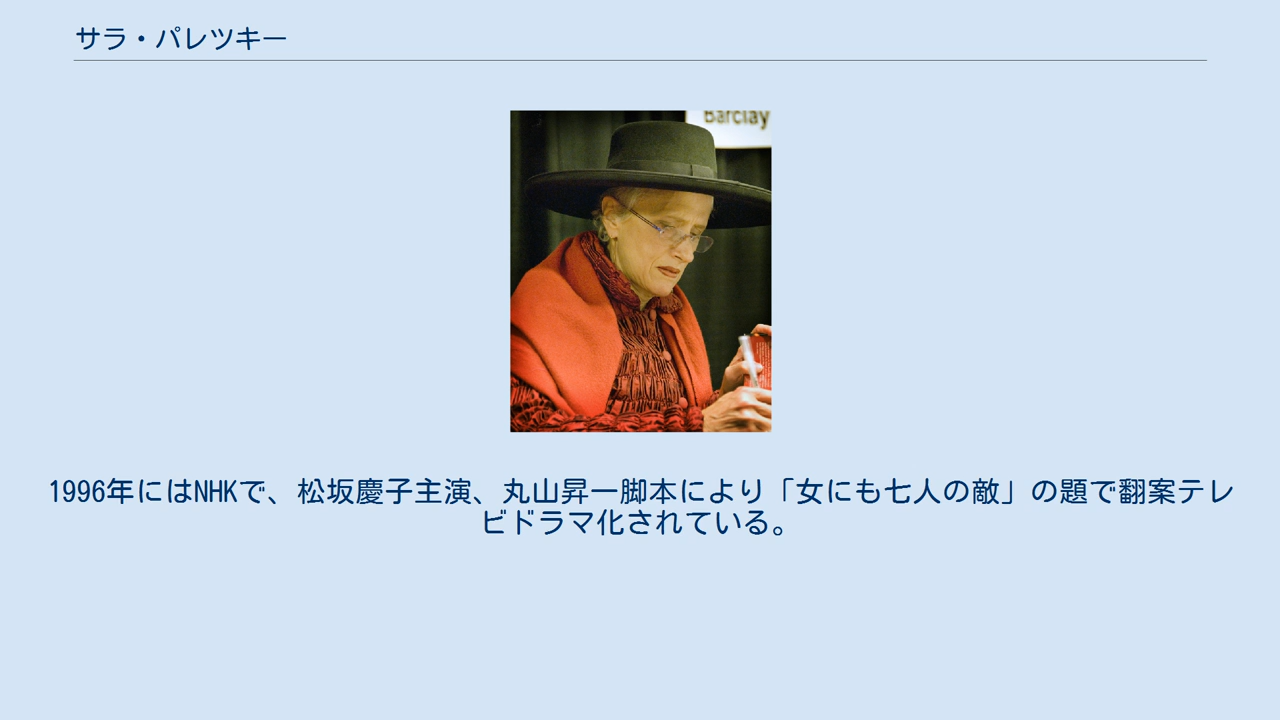 サラ・パレツキー
Barclay
1996年にはNHKで、松坂慶子主演、丸山昇一脚本により「女にも七人の敵」の題で翻案テレ
ビドラマ化されている。